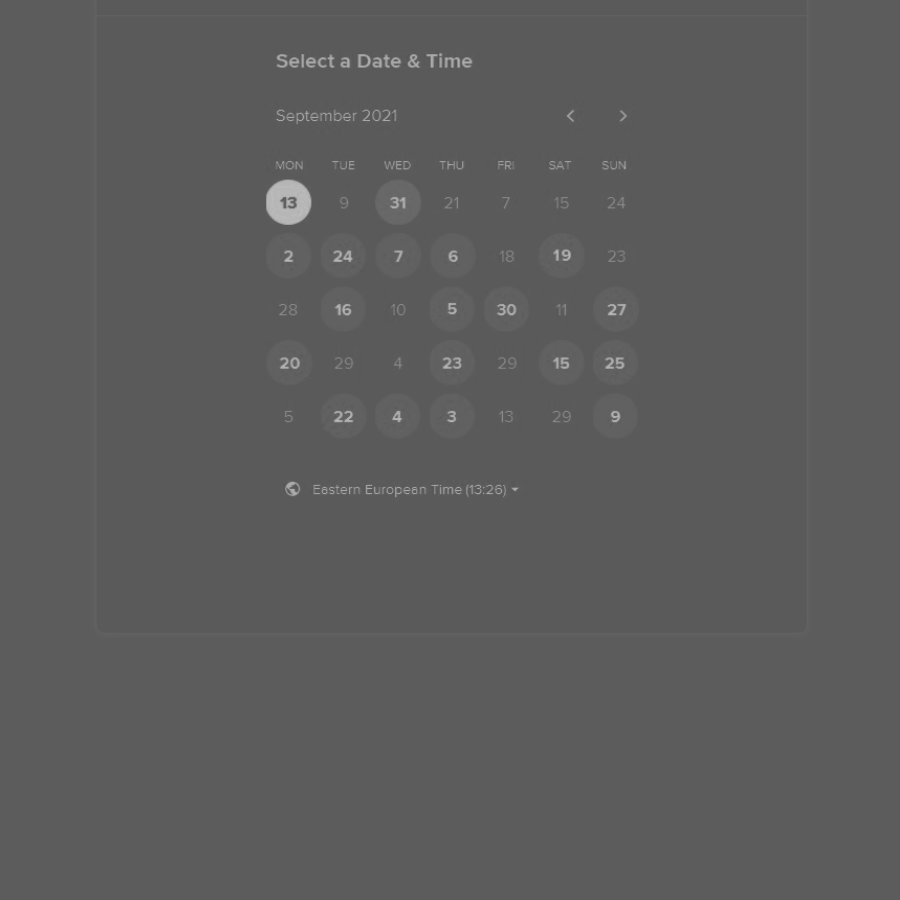 Select a Date & Time
September 2021
MON TUE WED THU FRI SAT SUN
13 9 31 21 7 15 24
2 24 7 6 18 19 23
28 16 10 5 30 11 27
20 29 4 23 29 15 25
5 22 4 3 13 29 9
Eastern European Time (13:26)